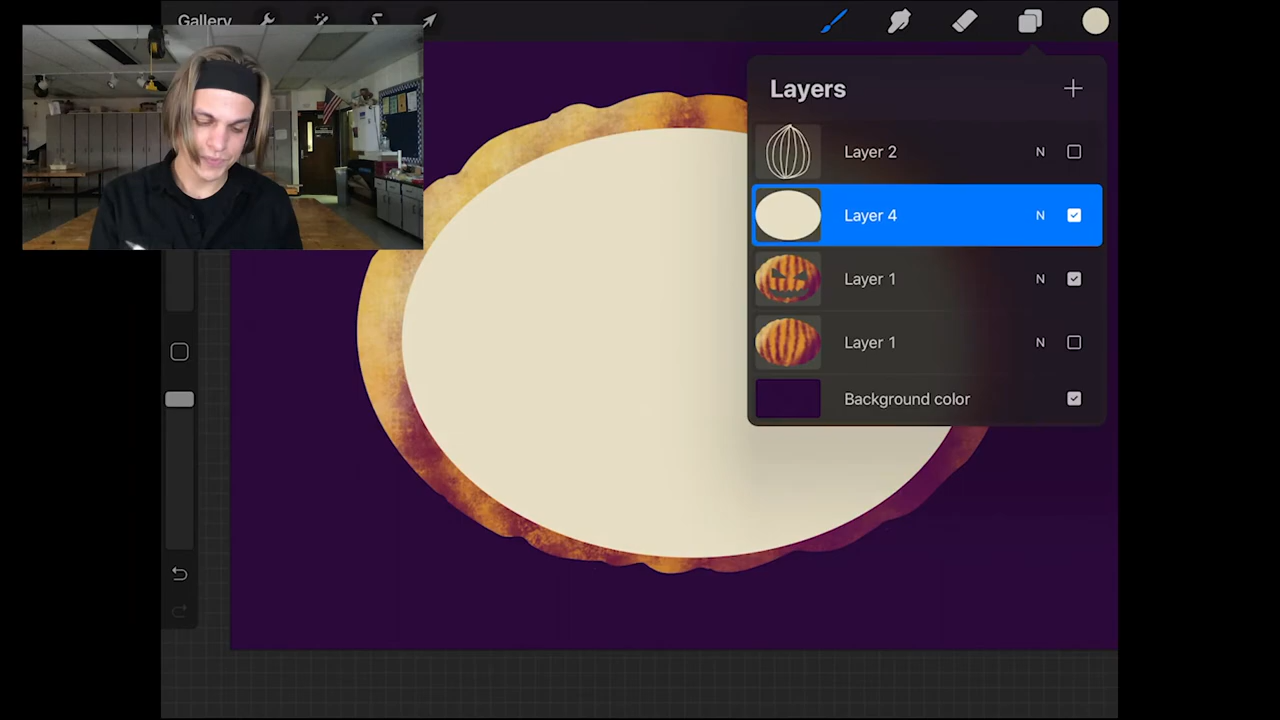 Gallery
Layers
Layer 2 N
Layer 4 N
Layer 1 N
Layer 1 N
Background color